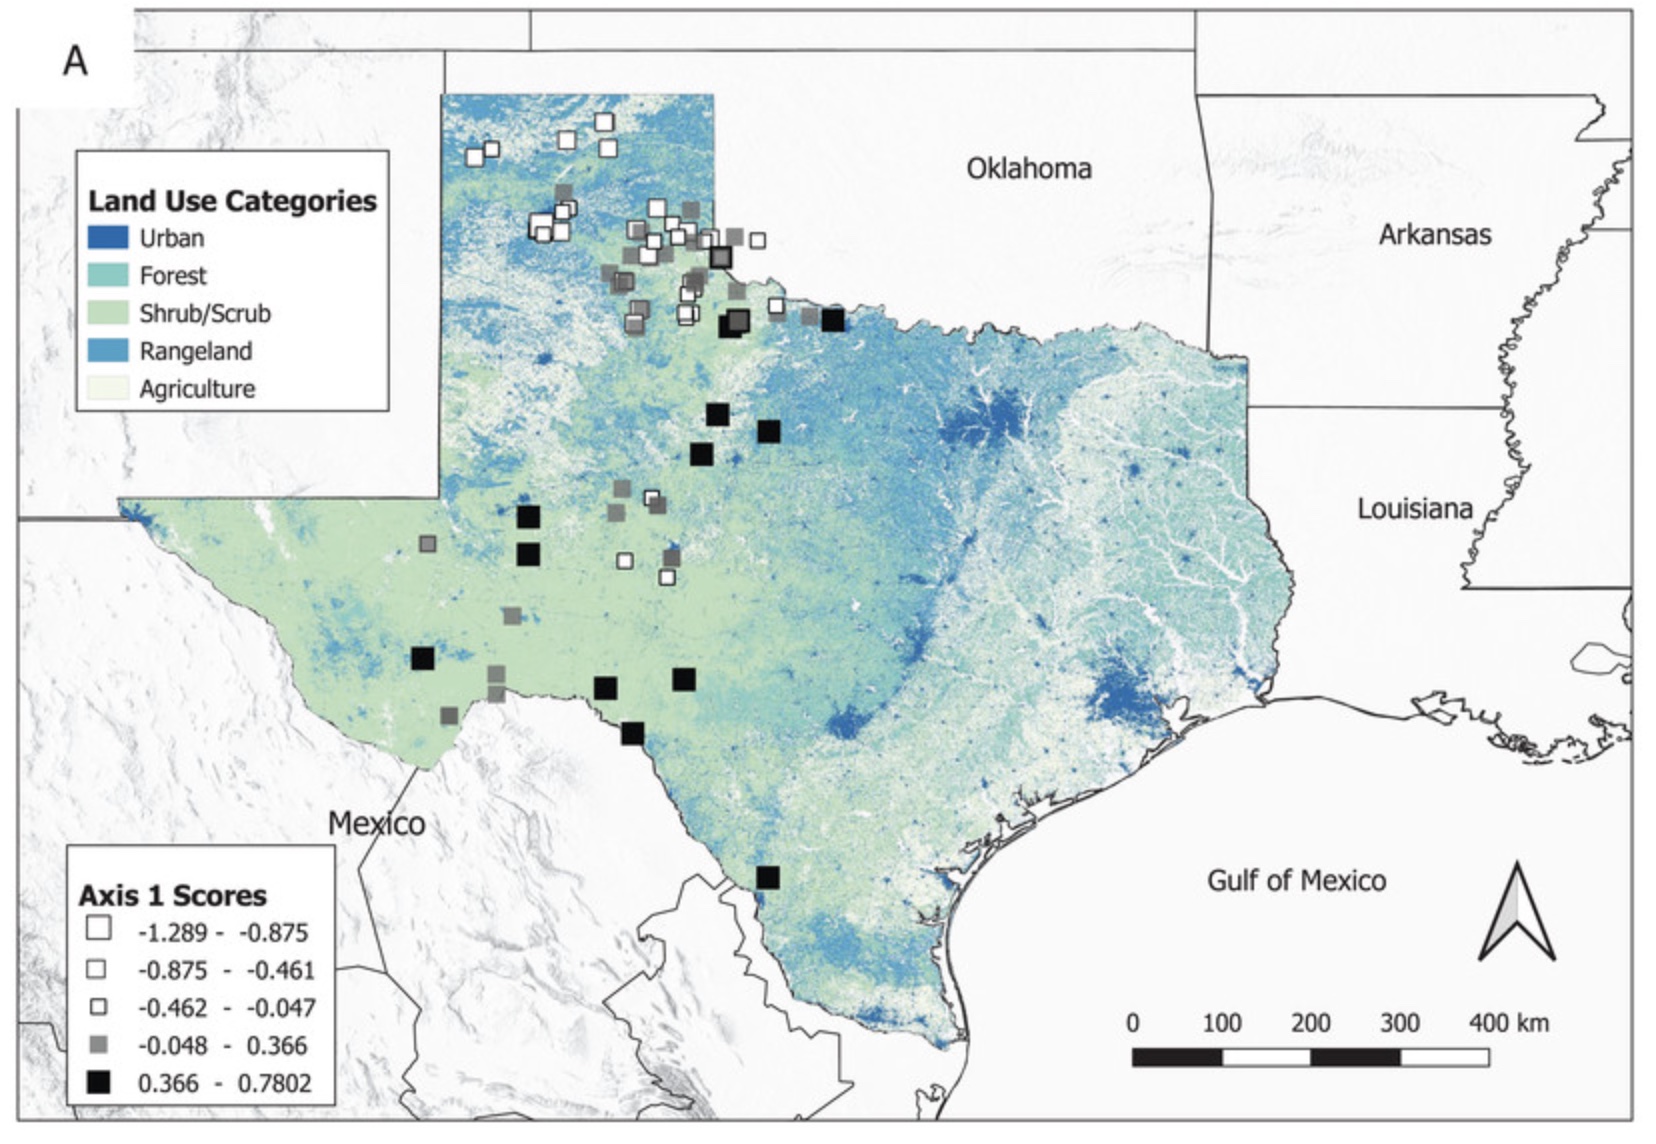 A
Oklahoma
Arkansas
Land Use Categories
Urban
Forest
Shrub/Scrub
Rangeland
Agriculture
Louisiana
Mexico
Gulf of Mexico
Axis 1 Scores
-1.289 - -0.875
-0.875 - -0.461
-0.462 - -0.047
-0.048 - 0.366
0.366 - 0.7802
0 100 200 300 400 km